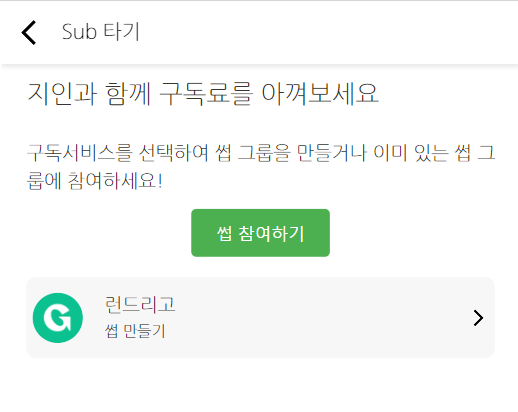 Sub 타기
지인과 함께 구독료를 아껴보세요
구독서비스를 선택하여 썹 그룹을 만들거나 이미 있는 썹 그
룹에 참여하세요!
썹 참여하기
런드리고
썹 만들기